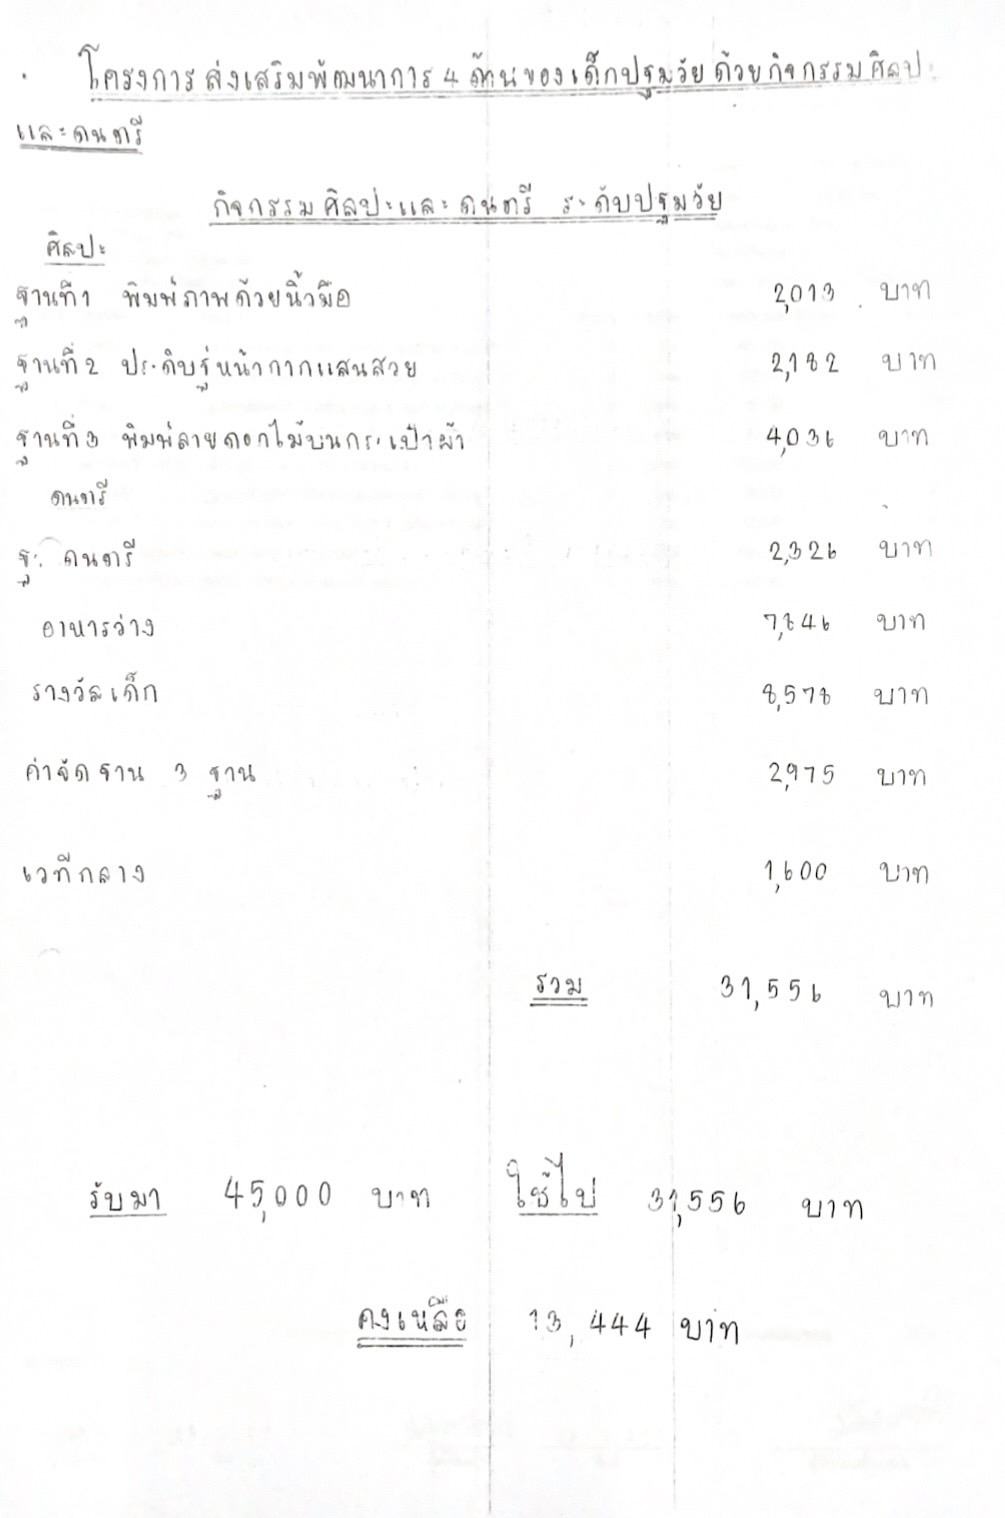 โครงการส่งเสริมพัฒนาการ 4 ด้านของเด็กปฐมวัยด้วยกิจกรรมศิลปะ
และดนตรี
กิจกรรมศิลปะและดนตรี ระดับปฐมวัย
ศิลปะ
ฐานที่ 1 พิมพ์ภาพด้วยนิ้วมือ 2,013 บาท
ฐานที่ 2 ประดิษฐ์หน้ากากแสนสวย 2,182 บาท
ฐานที่ 3 พิมพ์ลายดอกไม้บนกระเป๋าผ้า 4,036 บาท
ดนตรี
ฐ. ดนตรี 2,326 บาท
อาหารว่าง 7,846 บาท
รางวัลเด็ก 8,578 บาท
ค่าจัดฐาน 3 ฐาน 2,975 บาท
เวทีกลาง 1,600 บาท
รวม 31,556 บาท
รับมา 45,000 บาท ใช้ไป 31,556 บาท
คงเหลือ 13,444 บาท